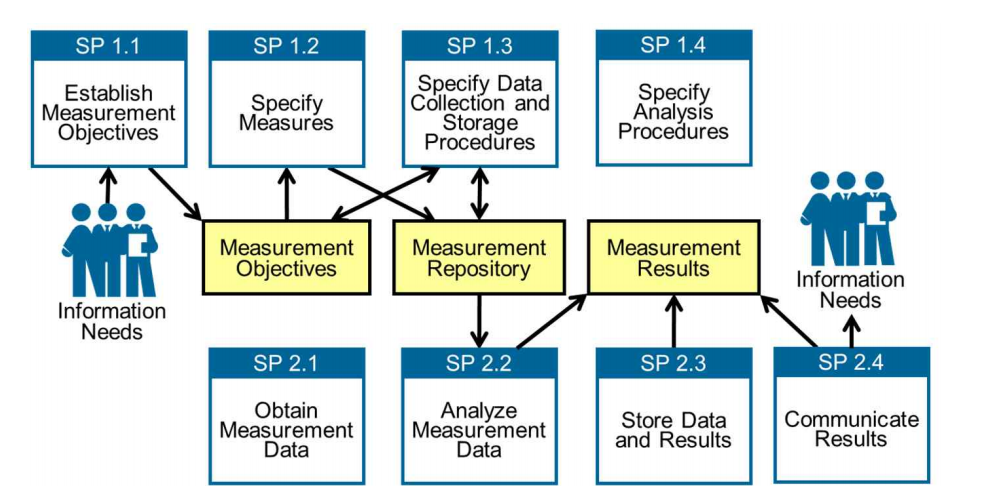 SP 1.1
Establish
Measurement
Objectives
SP 1.2
Specify
Measures
SP 1.3
Specify Data
Collection and
Storage
Procedures
SP 1.4
Specify
Analysis
Procedures
Information
Needs
Measurement
Objectives
Measurement
Repository
Measurement
Results
Information
Needs
SP 2.1
Obtain
Measurement
Data
SP 2.2
Analyze
Measurement
Data
SP 2.3
Store Data
and Results
SP 2.4
Communicate
Results